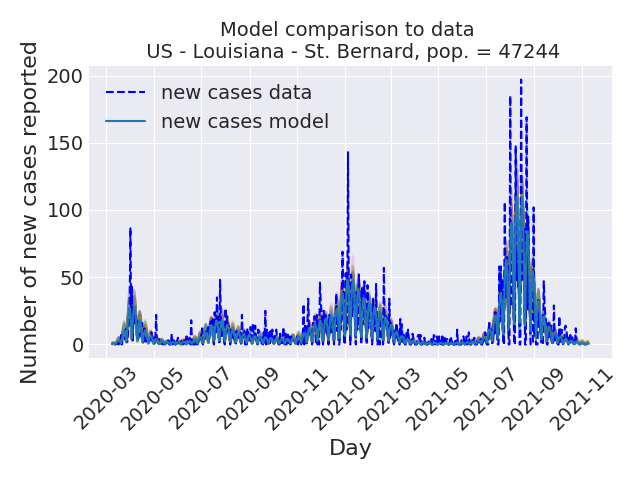 Model comparison to data
US - Louisiana - St. Bernard, pop. = 47244
Number of new cases reported
200
150
100
50
0
new cases data
new cases model
2020-03
2020-05
2020-07
2020-09
2020-11
2021-01
2021-03
2021-05
2021-07
2021-09
2021-11
Day